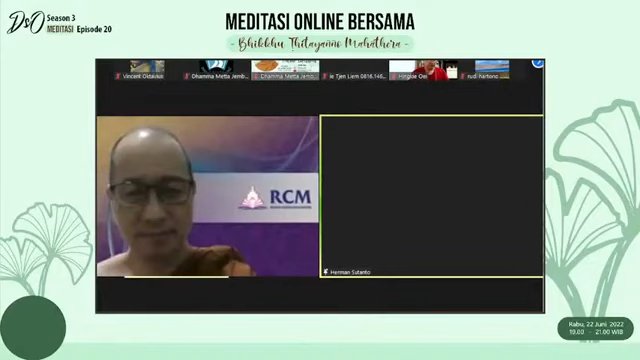 DsO Season 3
MEDITASI Episode 20
MEDITASI ONLINE BERSAMA
- Bhikkhu Thitayanno Mahathera -
Vincent Oktavius
Dhamma Metta Jemb...
Dhamma Metta Jemb...
ie Tjen Liem 0816.146...
rudi hartono
RCM
Herman Sutanto
Rabu, 22 Juni 2022
19.00 - 21.00 WIB